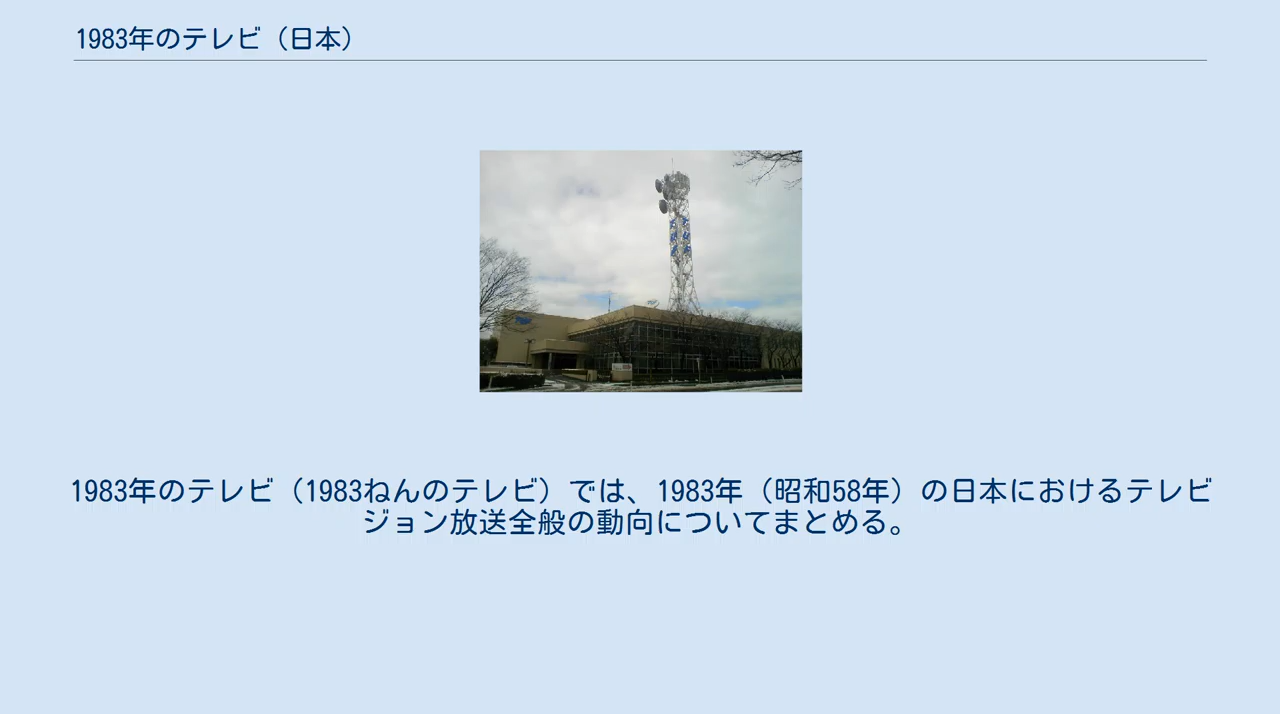 1983年のテレビ（日本）
1983年のテレビ（1983ねんのテレビ）では、1983年（昭和58年）の日本におけるテレビ
ジョン放送全般の動向についてまとめる。